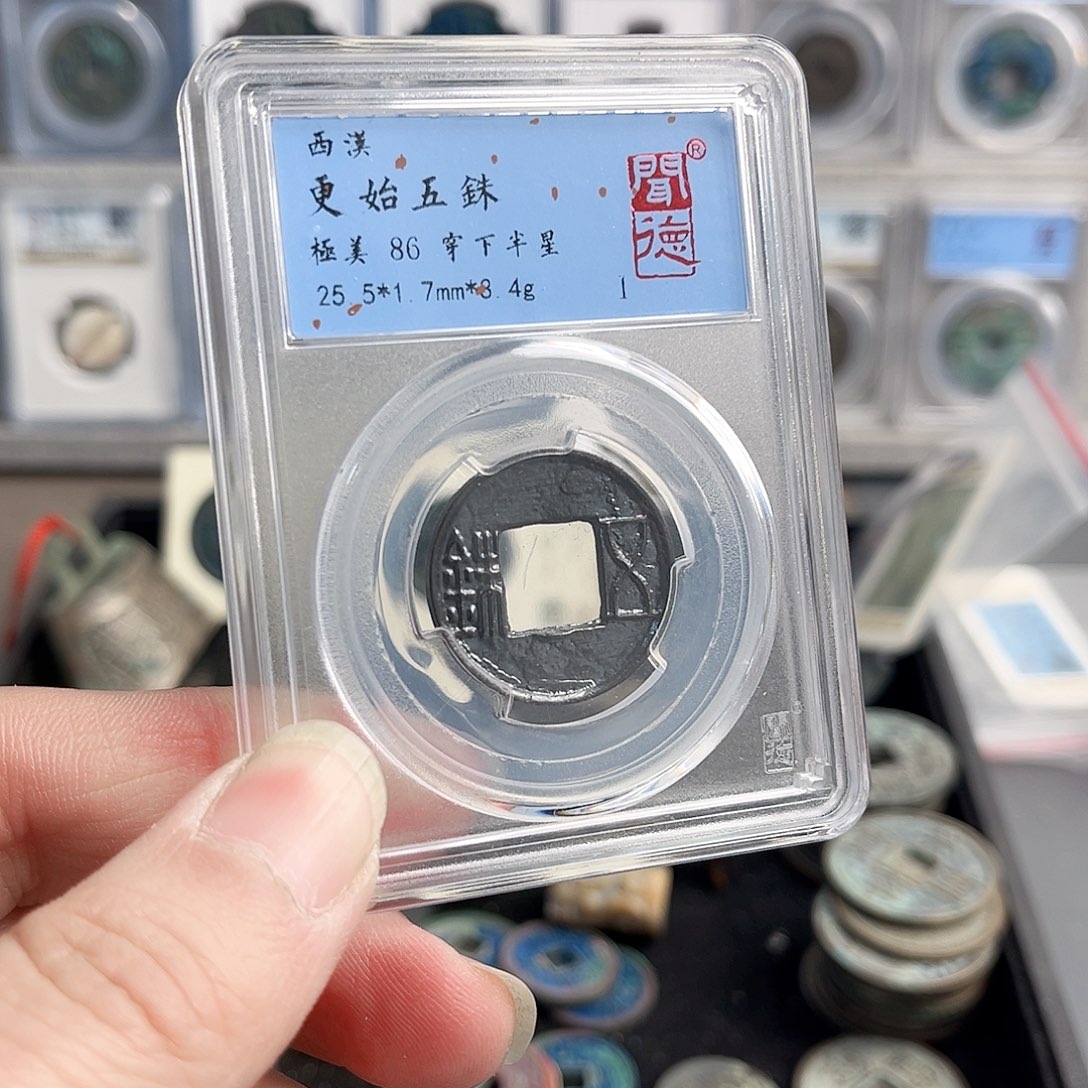 西漢
更始五銖
極美 86 穿下半星
25.5*1.7mm*3.4g 1
聞德
®
五銖